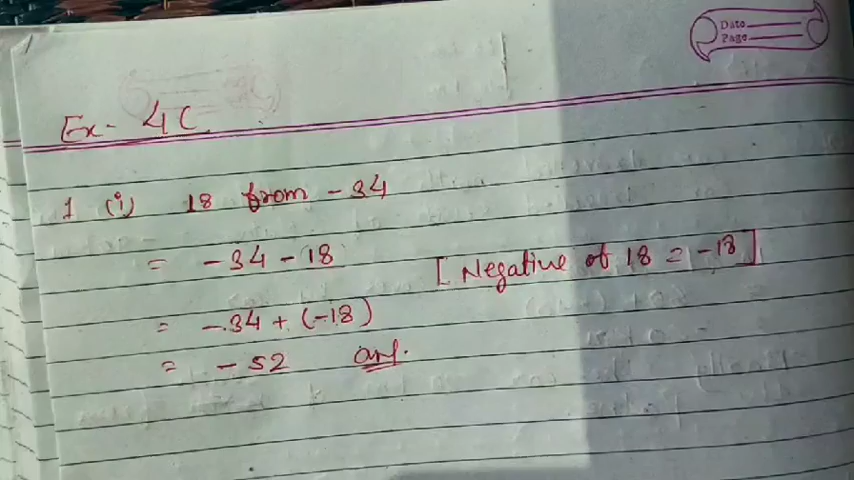 Date
Page
Ex- 4C
1 (i) 18 from -34
= -34-18 [Negative of 18 = -18]
= -34+(-18)
= -52 ans.